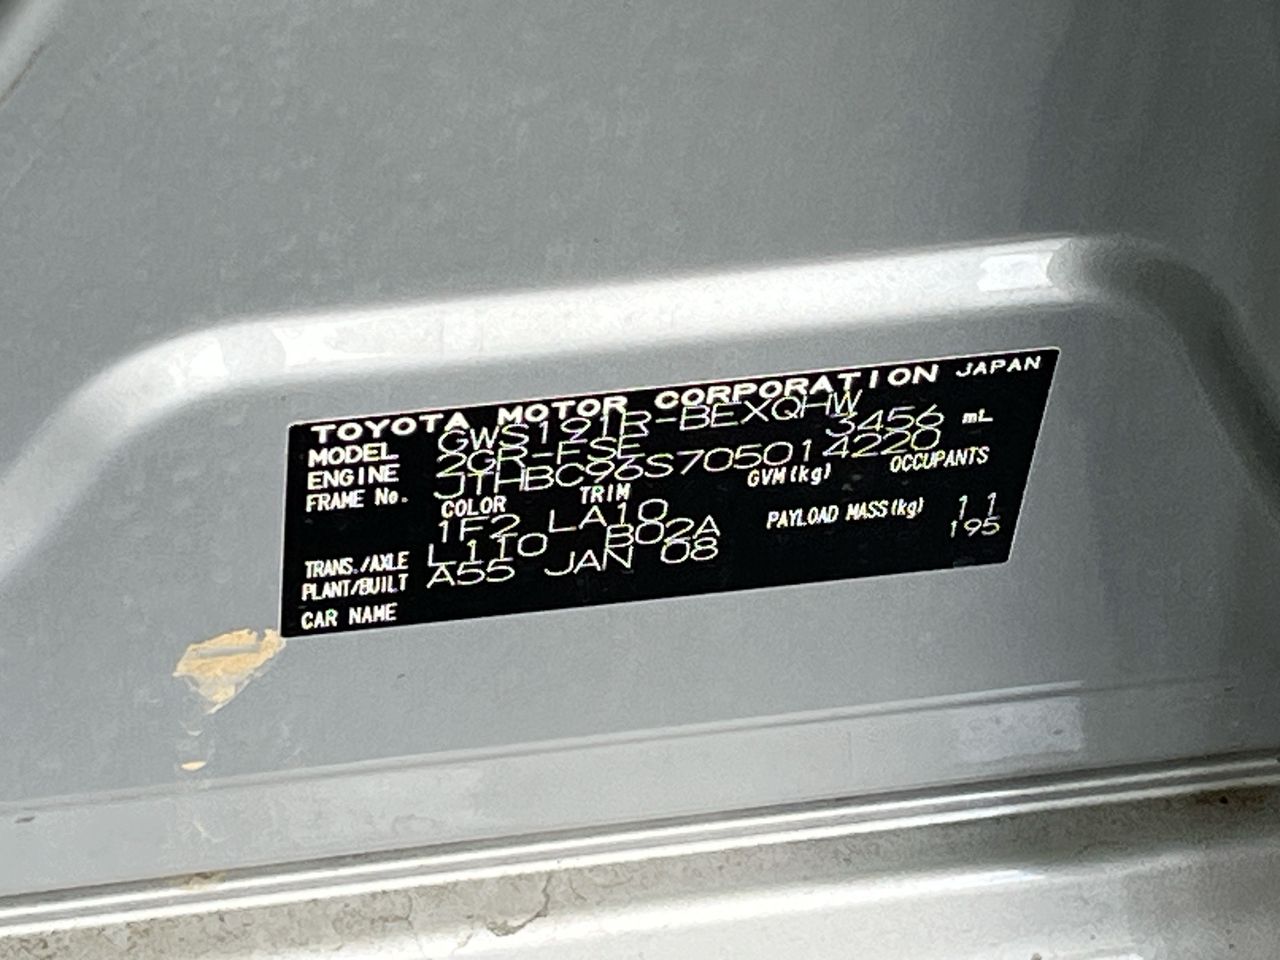 TOYOTA MOTOR CORPORATION JAPAN
MODEL GWS191R-BEXQHW
ENGINE 2GR-FSE 3456 mL
FRAME No. JTHBC96S705014220
COLOR TRIM GVM(kg) OCCUPANTS
1F2 LA10
TRANS./AXLE L110 B02A PAYLOAD MASS(kg) 11
PLANT/BUILT A55 JAN 08 195
CAR NAME